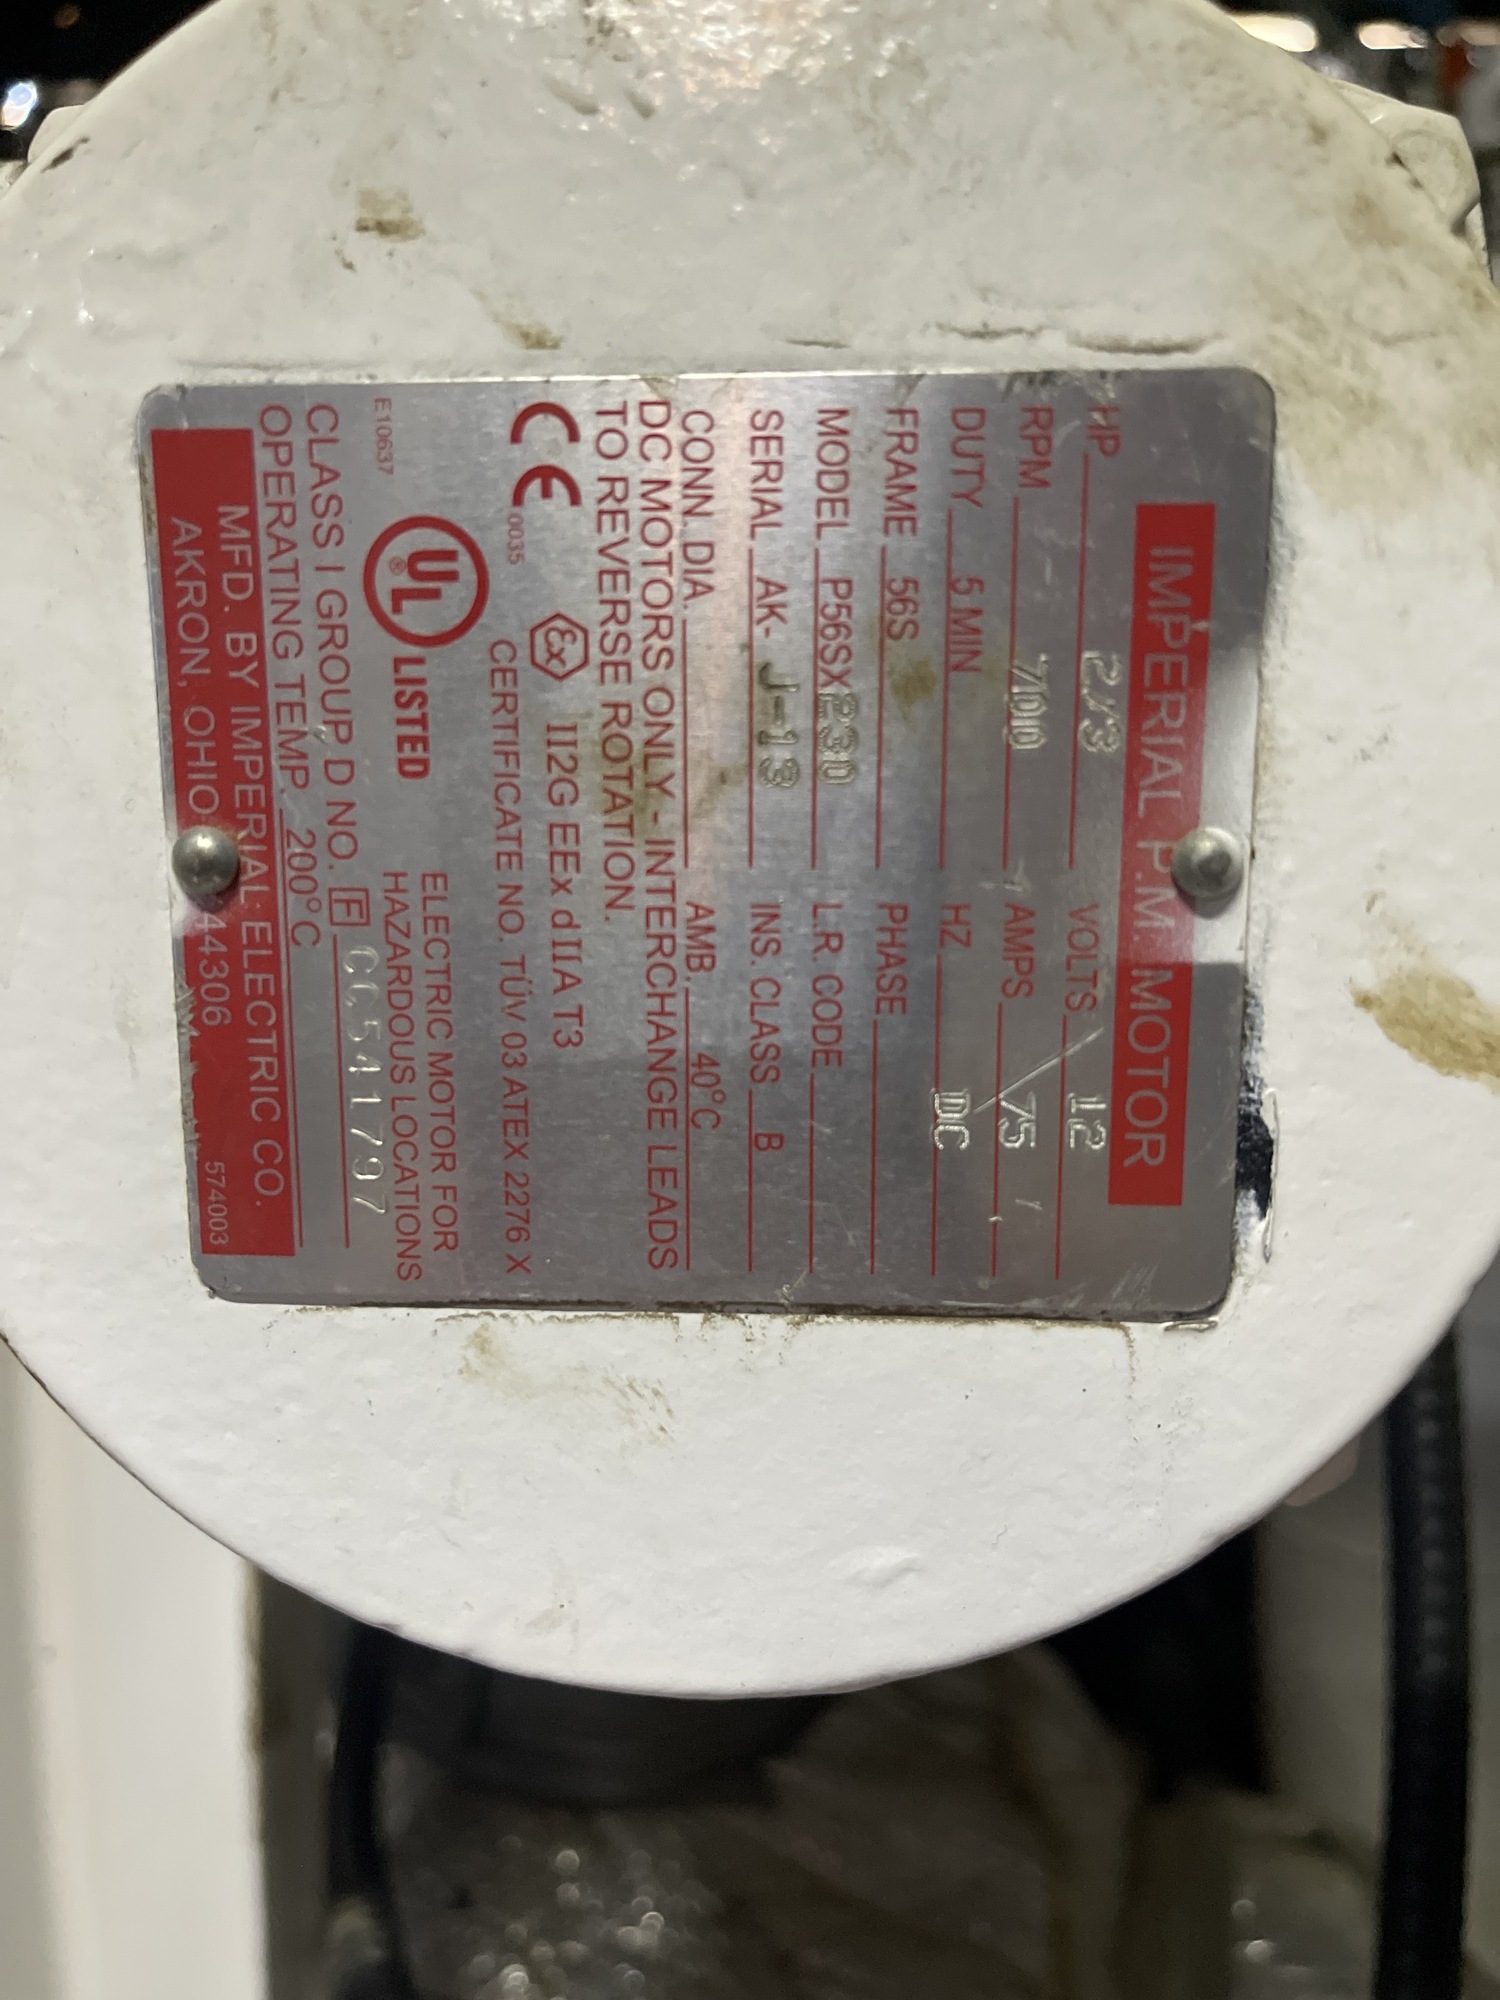 IMPERIAL P.M. MOTOR
HP 2/3 VOLTS 12
RPM 700 AMPS 75
DUTY 5 MIN HZ DC
FRAME 56S PHASE
MODEL P56SX230 L.R. CODE
SERIAL AK- J-13 INS. CLASS B
CONN. DIA. AMB. 40°C
DC MOTORS ONLY - INTERCHANGE LEADS
TO REVERSE ROTATION.
CE 0035 Ex II2G EEx d IIA T3
CERTIFICATE NO. TÜV 03 ATEX 2276 X
E10637 UL ® LISTED ELECTRIC MOTOR FOR
HAZARDOUS LOCATIONS
CLASS I GROUP D NO. F CC541797
OPERATING TEMP. 200°C
MFD. BY IMPERIAL ELECTRIC CO.
AKRON, OHIO 44306 574003